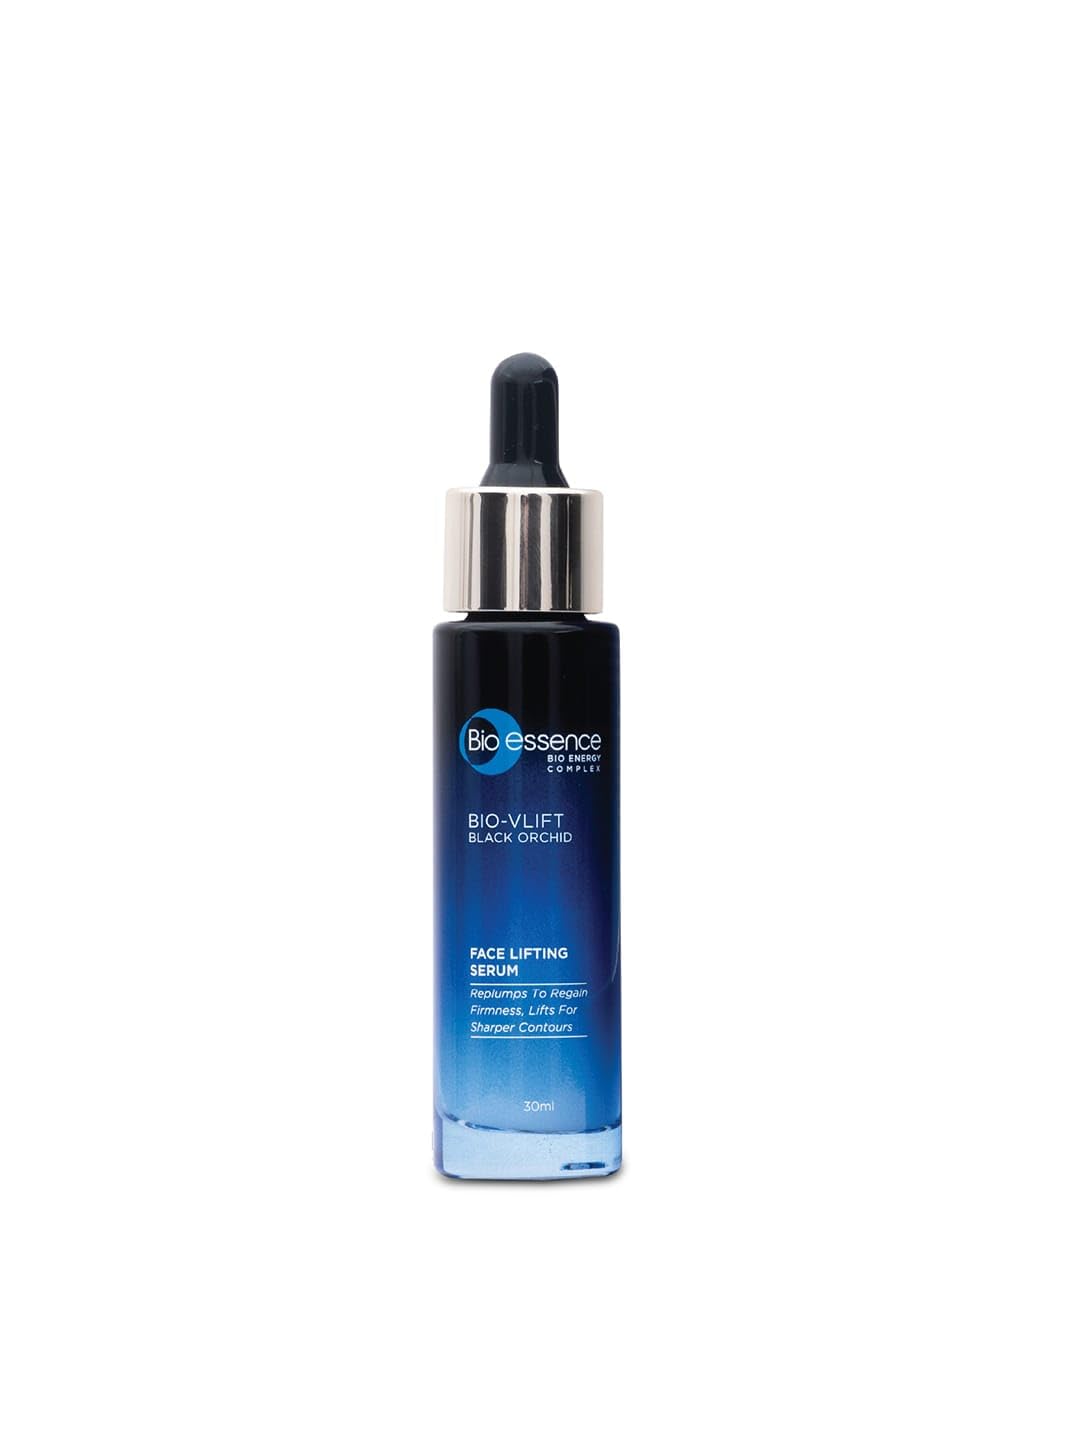 Bio essence
BIO ENERGY
COMPLEX
BIO-VLIFT
BLACK ORCHID
FACE LIFTING
SERUM
Replumps To Regain
Firmness, Lifts For
Sharper Contours
30ml